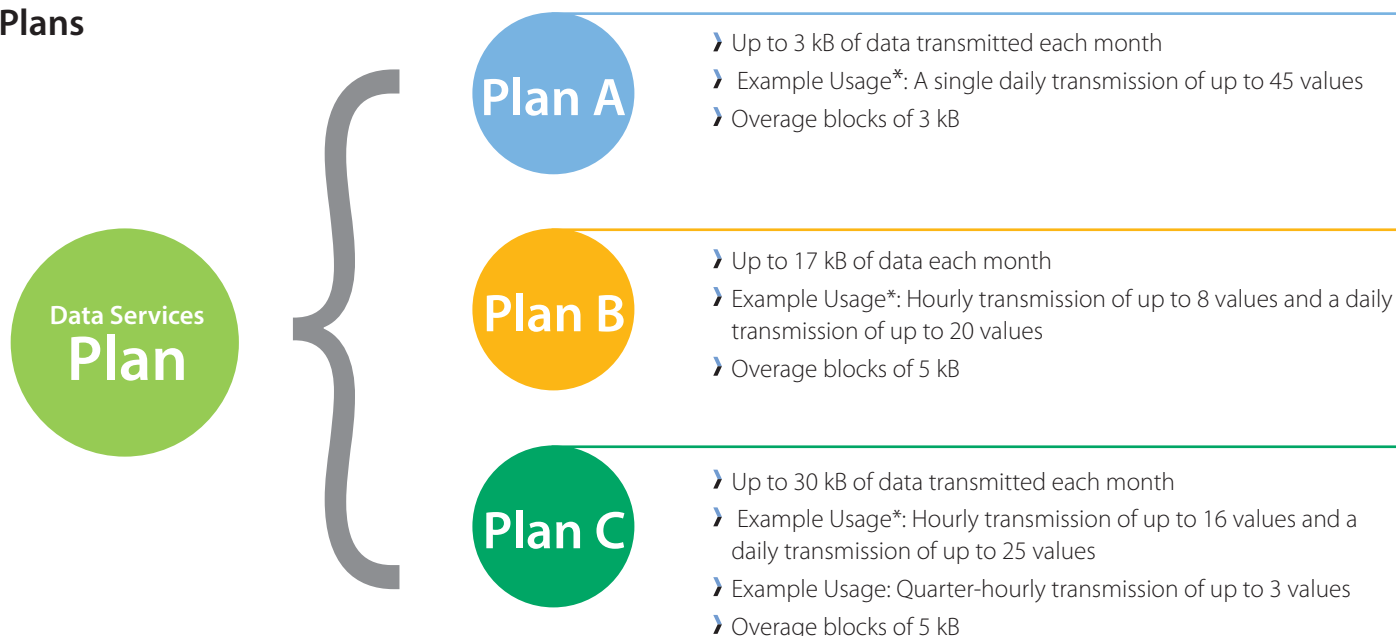 Plans
Data Services
Plan
Plan A
Up to 3 kB of data transmitted each month
Example Usage*: A single daily transmission of up to 45 values
Overage blocks of 3 kB
Plan B
Up to 17 kB of data each month
Example Usage*: Hourly transmission of up to 8 values and a daily
transmission of up to 20 values
Overage blocks of 5 kB
Plan C
Up to 30 kB of data transmitted each month
Example Usage*: Hourly transmission of up to 16 values and a
daily transmission of up to 25 values
Example Usage: Quarter-hourly transmission of up to 3 values
Overage blocks of 5 kB